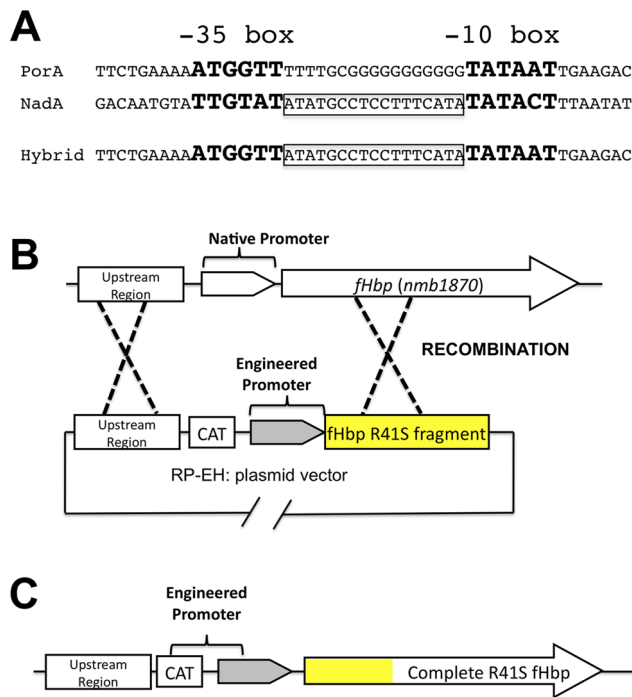 A
-35 box -10 box
PorA TTCTGAAAAATGGTTTTTTGCGGGGGGGGGGGTATAATTGAAGAC
NadA GACAATGTATTGTATATATGCCTCCTTTCATATATACTTTAATAT
Hybrid TTCTGAAAAATGGTTATATGCCTCCTTTCATATATAATTGAAGAC
B
Native Promoter
Upstream
Region
fHbp (nmb1870)
RECOMBINATION
Engineered
Promoter
Upstream
Region
CAT
fHbp R41S fragment
RP-EH: plasmid vector
C
Engineered
Promoter
Upstream
Region
CAT
Complete R41S fHbp